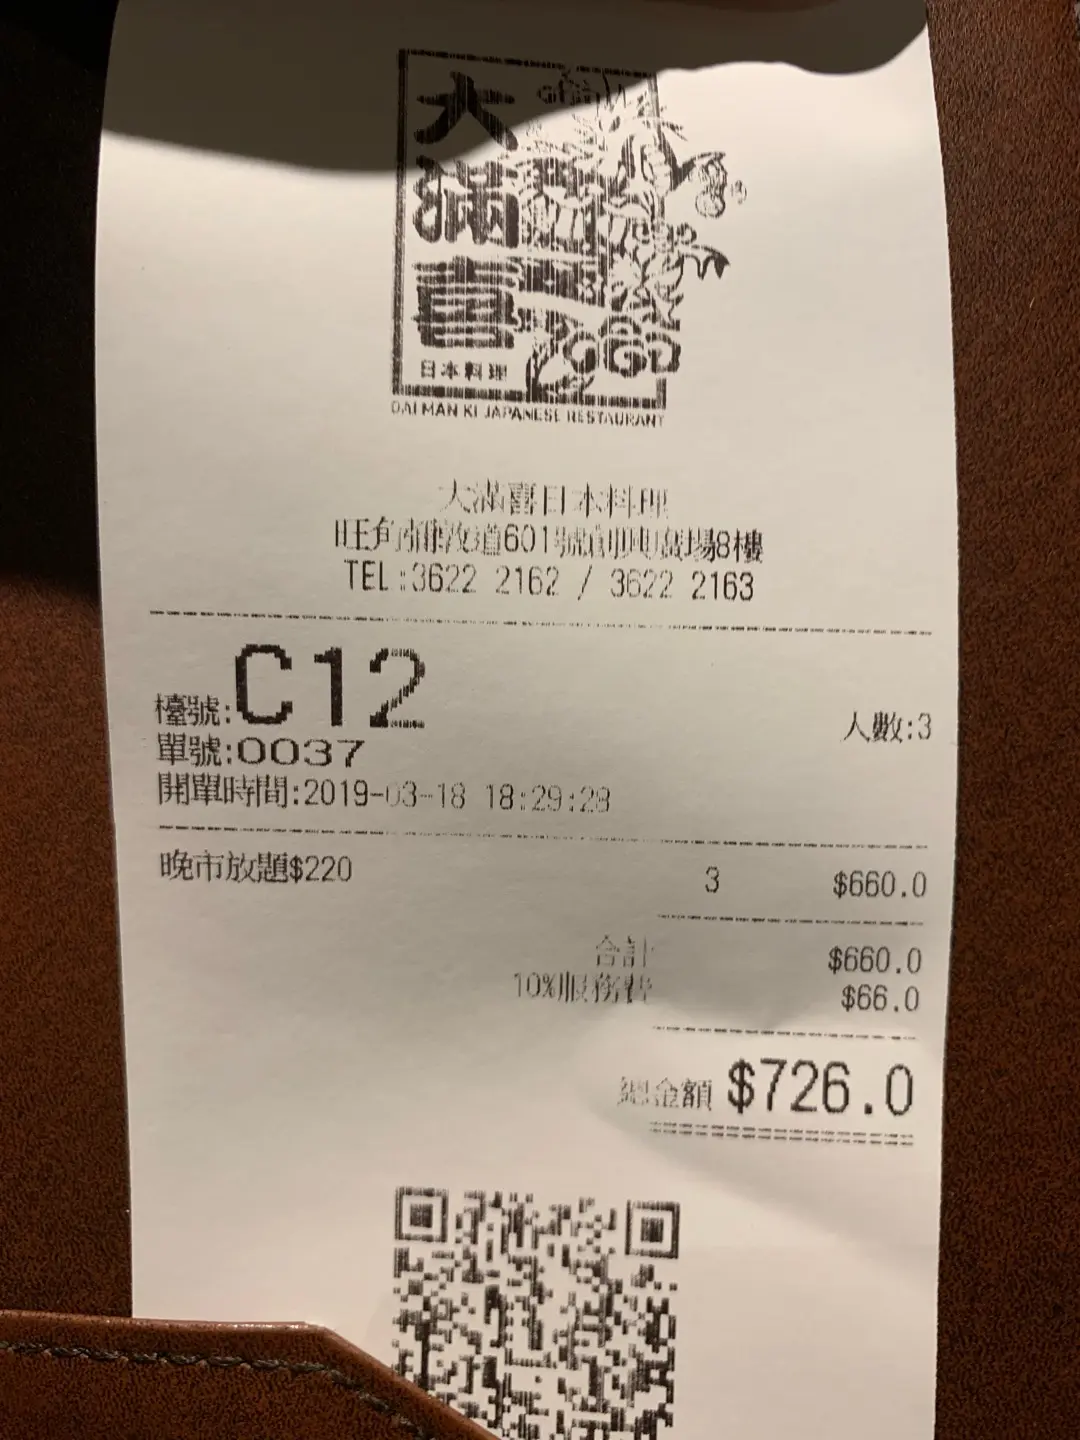 大
滿
喜
日本料理
DAI MAN KI JAPANESE RESTAURANT
大滿喜日本料理
旺角彌敦道601號創興廣場8樓
TEL:3622 2162 / 3622 2163
檯號:C12
人數:3
單號:0037
開單時間:2019-03-18 18:29:28
晚市放題$220 3 $660.0
合計 $660.0
10%服務費 $66.0
總金額 $726.0